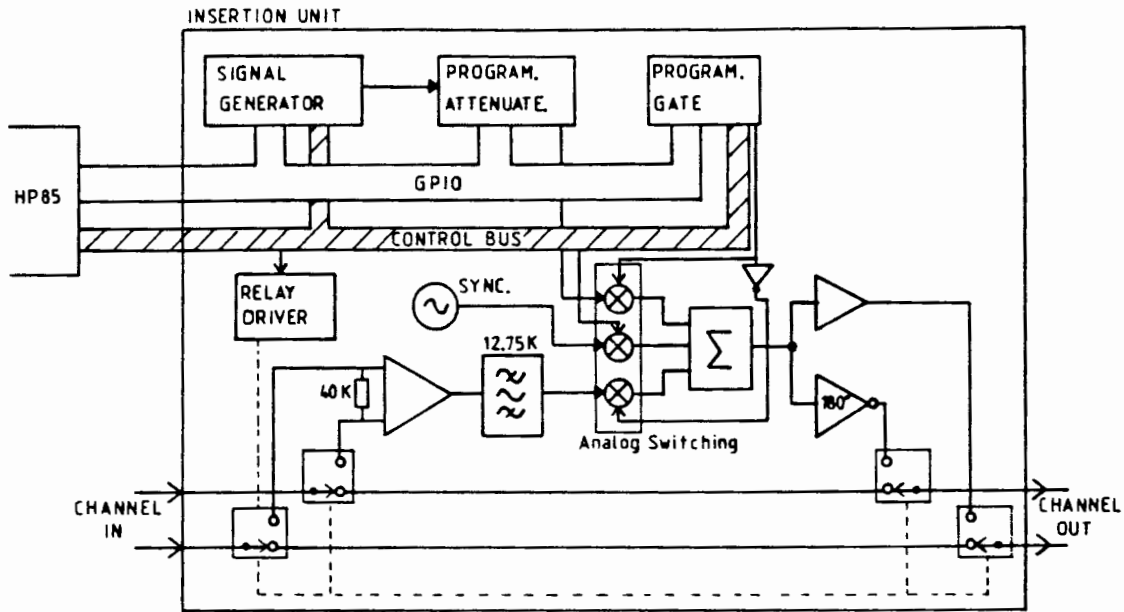 INSERTION UNIT
SIGNAL
GENERATOR
PROGRAM.
ATTENUATE.
PROGRAM.
GATE
HP85
GPIO
CONTROL BUS
RELAY
DRIVER
SYNC.
12.75K
40K
Σ
180°
Analog Switching
CHANNEL
IN
CHANNEL
OUT